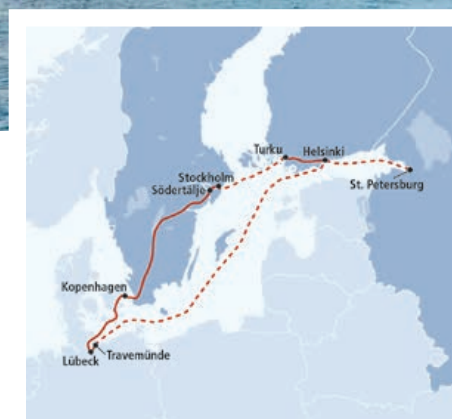 Turku
Helsinki
Stockholm
Södertälje
St. Petersburg
Kopenhagen
Travemünde
Lübeck